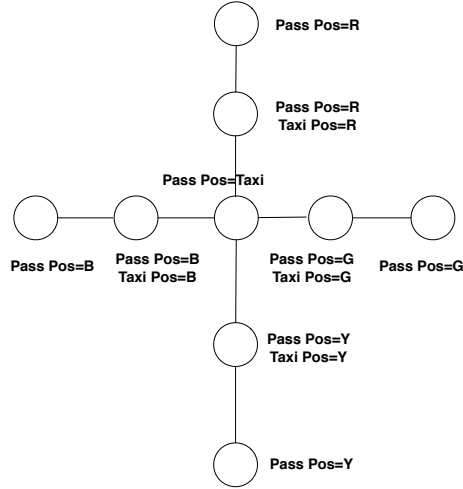 Pass Pos=R
Pass Pos=R
Taxi Pos=R
Pass Pos=Taxi
Pass Pos=B
Pass Pos=B
Taxi Pos=B
Pass Pos=G
Taxi Pos=G
Pass Pos=G
Pass Pos=Y
Taxi Pos=Y
Pass Pos=Y